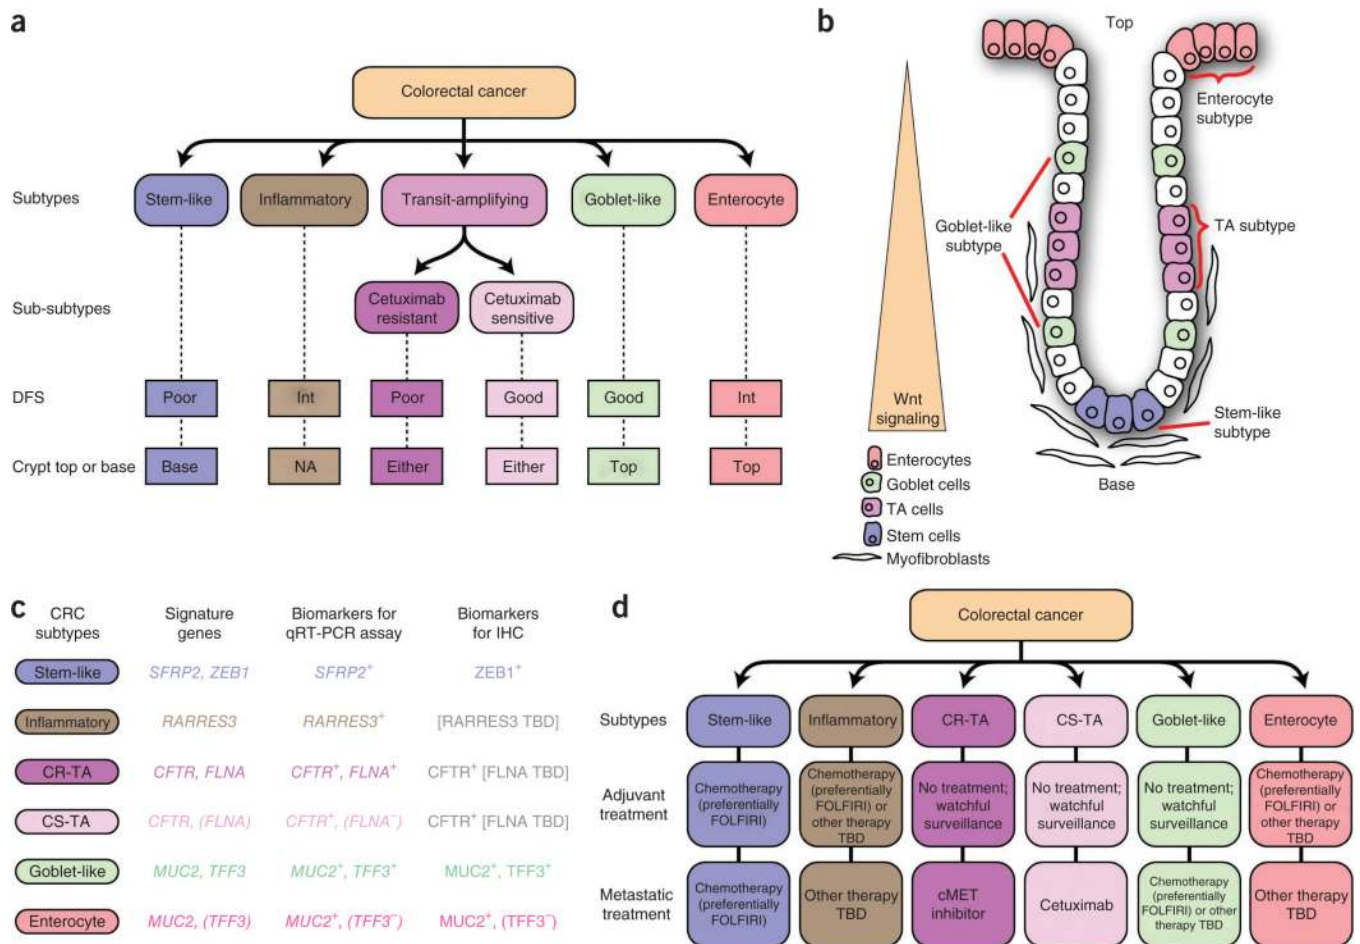 a
Colorectal cancer
Subtypes
Stem-like
Inflammatory
Transit-amplifying
Goblet-like
Enterocyte
Sub-subtypes
Cetuximab
resistant
Cetuximab
sensitive
DFS
Poor
Int
Poor
Good
Good
Int
Crypt top or base
Base
NA
Either
Either
Top
Top
b
Top
Enterocyte
subtype
Goblet-like
subtype
TA subtype
Wnt
signaling
Stem-like
subtype
Base
Enterocytes
Goblet cells
TA cells
Stem cells
Myofibroblasts
c
CRC
subtypes
Signature
genes
Biomarkers for
qRT-PCR assay
Biomarkers
for IHC
Stem-like
SFRP2, ZEB1
SFRP2⁺
ZEB1⁺
Inflammatory
RARRES3
RARRES3⁺
[RARRES3 TBD]
CR-TA
CFTR, FLNA
CFTR⁺, FLNA⁺
CFTR⁺ [FLNA TBD]
CS-TA
CFTR, (FLNA)
CFTR⁺, (FLNA⁻)
CFTR⁺ [FLNA TBD]
Goblet-like
MUC2, TFF3
MUC2⁺, TFF3⁺
MUC2⁺, TFF3⁺
Enterocyte
MUC2, (TFF3)
MUC2⁺, (TFF3⁻)
MUC2⁺, (TFF3⁻)
d
Colorectal cancer
Subtypes
Stem-like
Inflammatory
CR-TA
CS-TA
Goblet-like
Enterocyte
Adjuvant
treatment
Chemotherapy
(preferentially
FOLFIRI)
Chemotherapy
(preferentially
FOLFIRI) or
other therapy
TBD
No treatment;
watchful
surveillance
No treatment;
watchful
surveillance
No treatment;
watchful
surveillance
Chemotherapy
(preferentially
FOLFIRI) or
other therapy
TBD
Metastatic
treatment
Chemotherapy
(preferentially
FOLFIRI)
Other therapy
TBD
cMET
inhibitor
Cetuximab
Chemotherapy
(preferentially
FOLFIRI) or other
therapy TBD
Other therapy
TBD